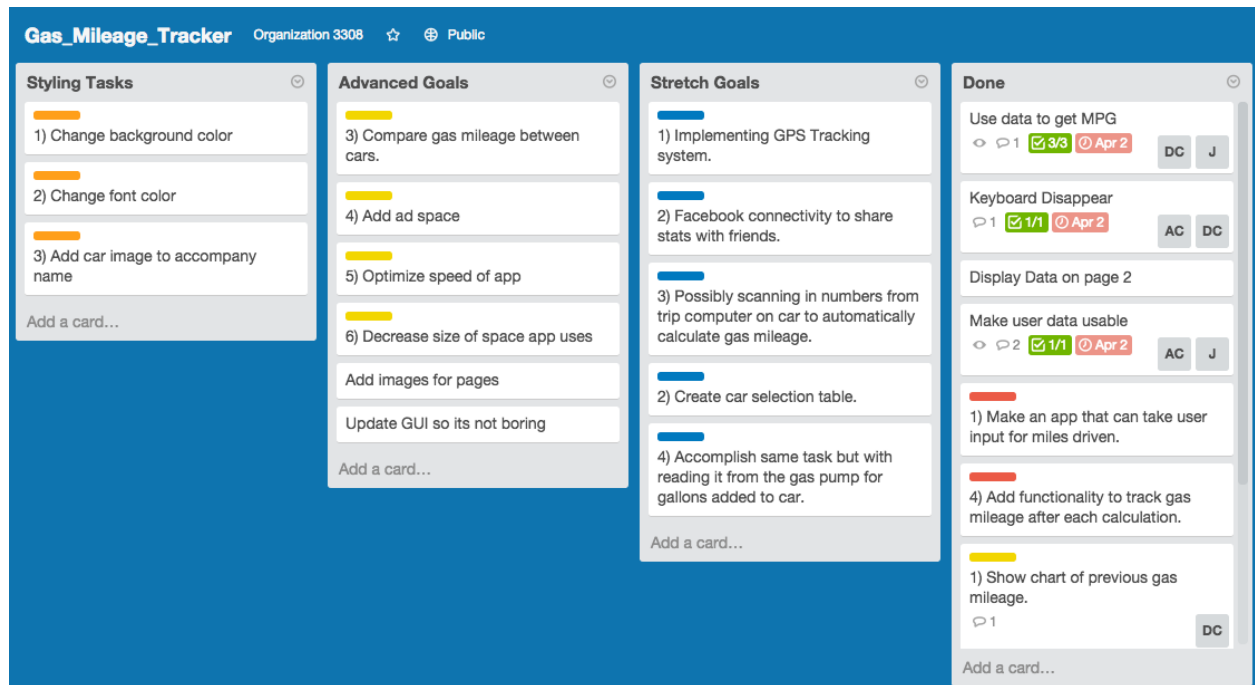 Gas_Mileage_Tracker Organization 3308 Public
Styling Tasks
1) Change background color
2) Change font color
3) Add car image to accompany
name
Add a card...
Advanced Goals
3) Compare gas mileage between
cars.
4) Add ad space
5) Optimize speed of app
6) Decrease size of space app uses
Add images for pages
Update GUI so its not boring
Add a card...
Stretch Goals
1) Implementing GPS Tracking
system.
2) Facebook connectivity to share
stats with friends.
3) Possibly scanning in numbers from
trip computer on car to automatically
calculate gas mileage.
2) Create car selection table.
4) Accomplish same task but with
reading it from the gas pump for
gallons added to car.
Add a card...
Done
Use data to get MPG
1 3/3 Apr 2
DC J
Keyboard Disappear
1 1/1 Apr 2
AC DC
Display Data on page 2
Make user data usable
2 1/1 Apr 2
AC J
1) Make an app that can take user
input for miles driven.
4) Add functionality to track gas
mileage after each calculation.
1) Show chart of previous gas
mileage.
1
DC
Add a card...